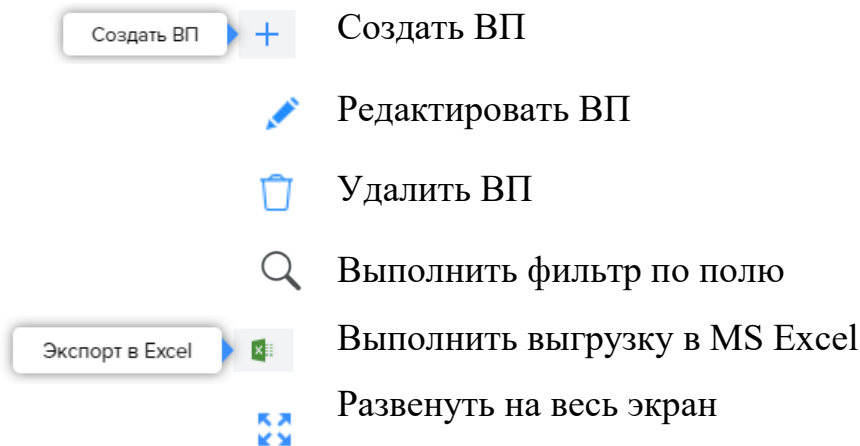 Создать ВП Создать ВП
Редактировать ВП
Удалить ВП
Выполнить фильтр по полю
Экспорт в Excel Выполнить выгрузку в MS Excel
Развенуть на весь экран